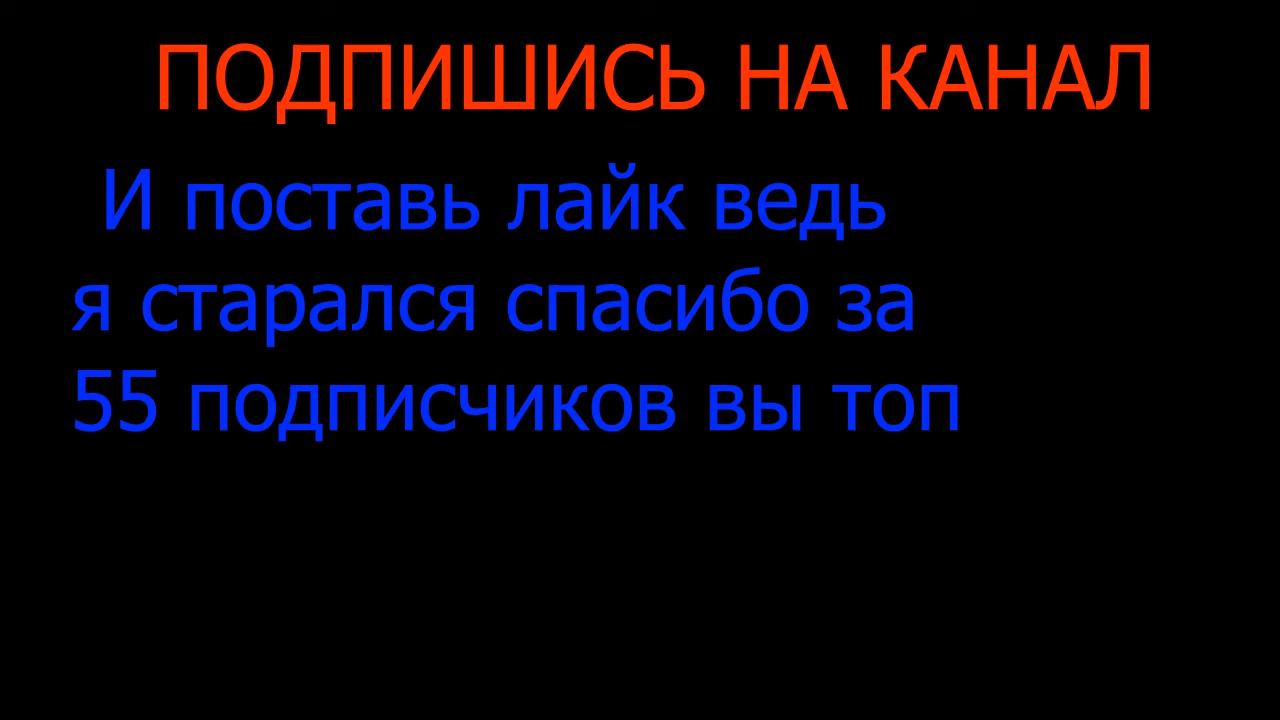 ПОДПИШИСЬ НА КАНАЛ
И поставь лайк ведь
я старался спасибо за
55 подписчиков вы топ